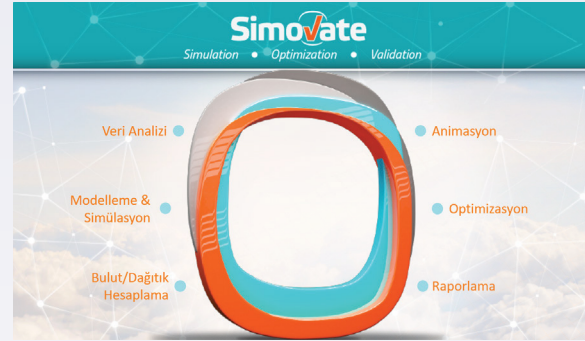 Simovate
Simulation • Optimization • Validation
Veri Analizi
Animasyon
Modelleme &
Simülasyon
Optimizasyon
Bulut/Dağıtık
Hesaplama
Raporlama